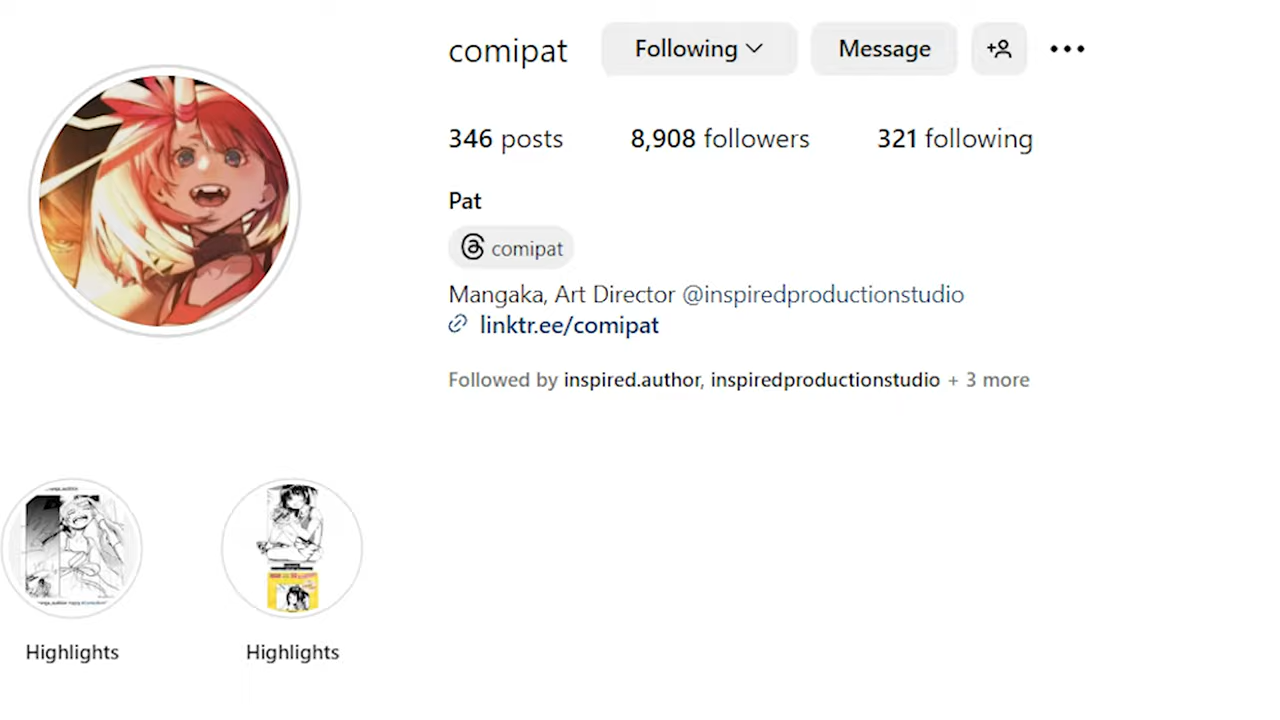 comipat Following Message
346 posts 8,908 followers 321 following
Pat
comipat
Mangaka, Art Director @inspiredproductionstudio
linktr.ee/comipat
Followed by inspired.author, inspiredproductionstudio + 3 more
Highlights Highlights